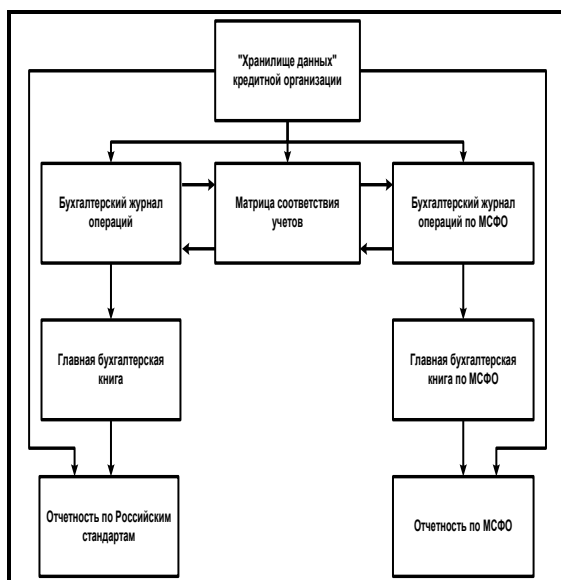 "Хранилище данных"
кредитной организации
Бухгалтерский журнал
операций
Матрица соответствия
учетов
Бухгалтерский журнал
операций по МСФО
Главная бухгалтерская
книга
Главная бухгалтерская
книга по МСФО
Отчетность по Российским
стандартам
Отчетность по МСФО